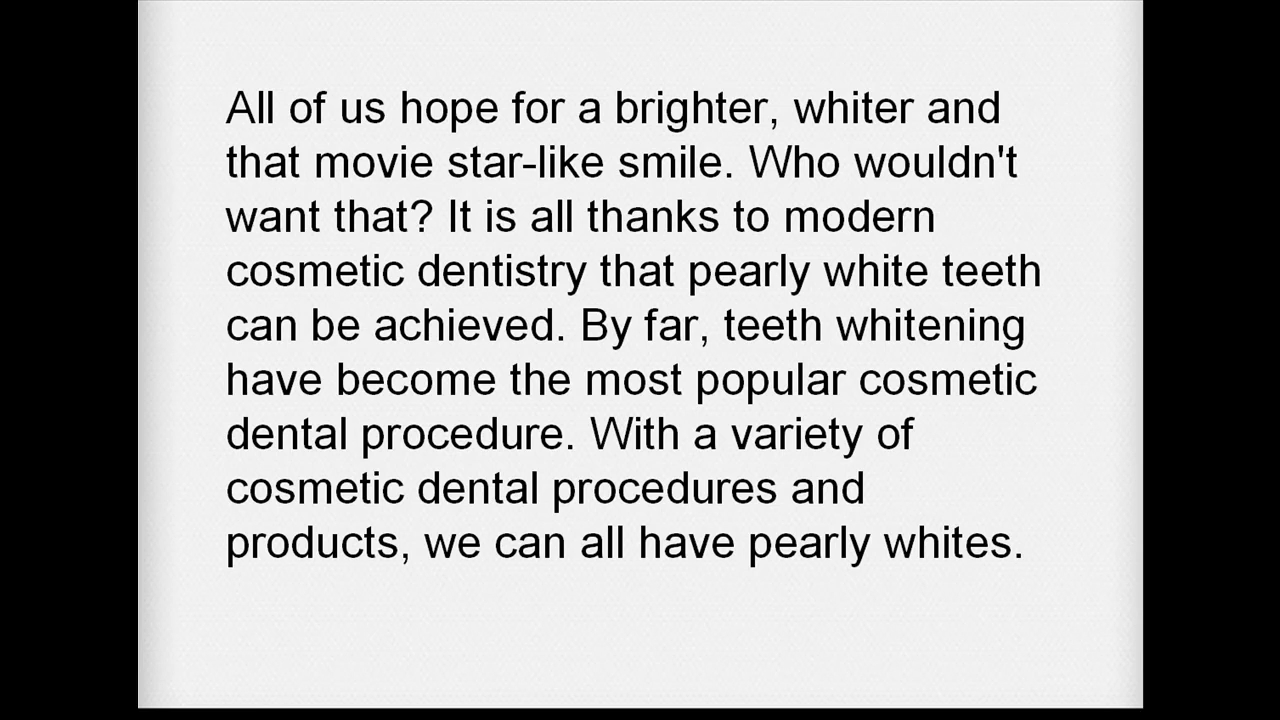 All of us hope for a brighter, whiter and
that movie star-like smile. Who wouldn't
want that? It is all thanks to modern
cosmetic dentistry that pearly white teeth
can be achieved. By far, teeth whitening
have become the most popular cosmetic
dental procedure. With a variety of
cosmetic dental procedures and
products, we can all have pearly whites.